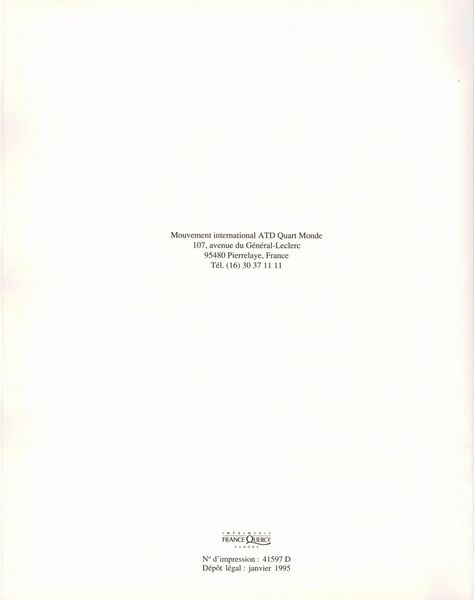 Mouvement international ATD Quart Monde
107, avenue du Général-Leclerc
95480 Pierrelaye, France
Tél. (16) 30 37 11 11
IMPRIMERIE
FRANCE QUERCY
CAHORS
N° d'impression : 41597 D
Dépôt légal : janvier 1995